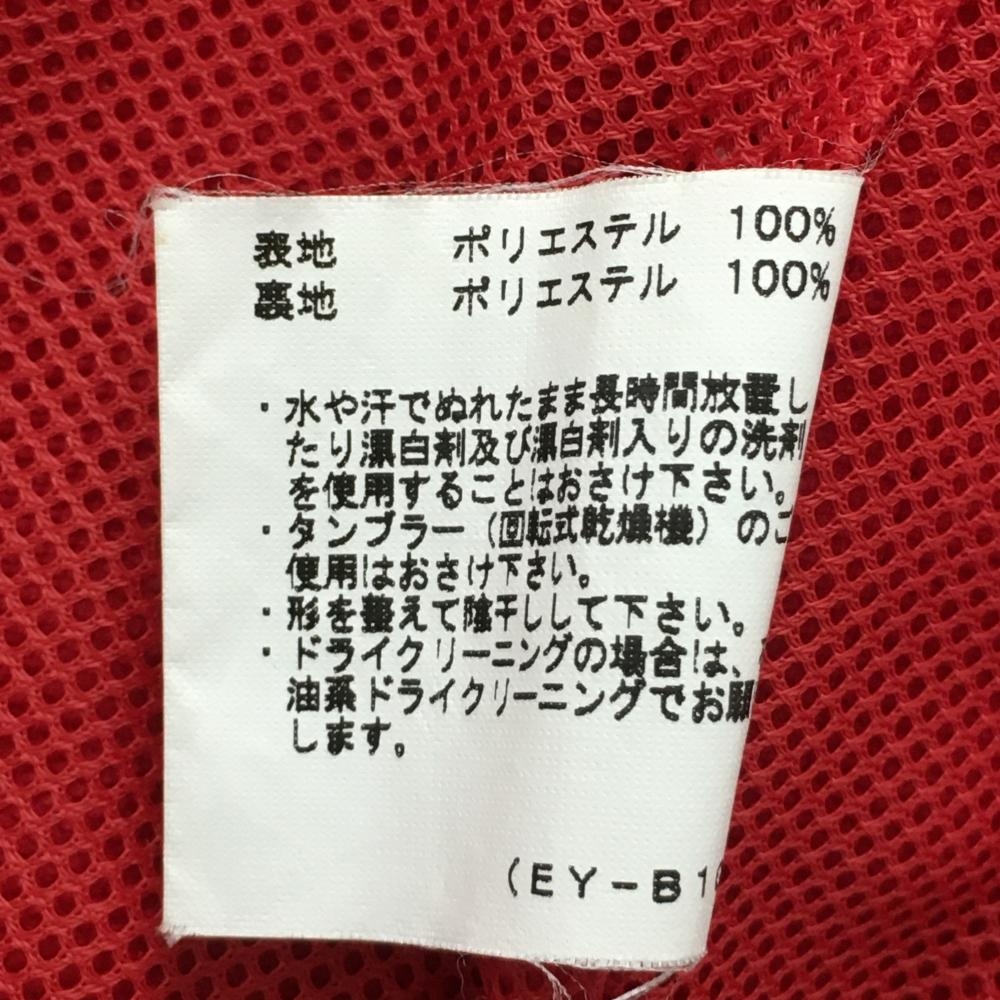 表地 ポリエステル 100%
裏地 ポリエステル 100%
・水や汗でぬれたまま長時間放置し
たり漂白剤及び漂白剤入りの洗剤
を使用することはおさけ下さい。
・タンブラー（回転式乾燥機）のご
使用はおさけ下さい。
・形を整えて陰干しして下さい。
・ドライクリーニングの場合は、
油系ドライクリーニングでお願
します。
（EY－B1